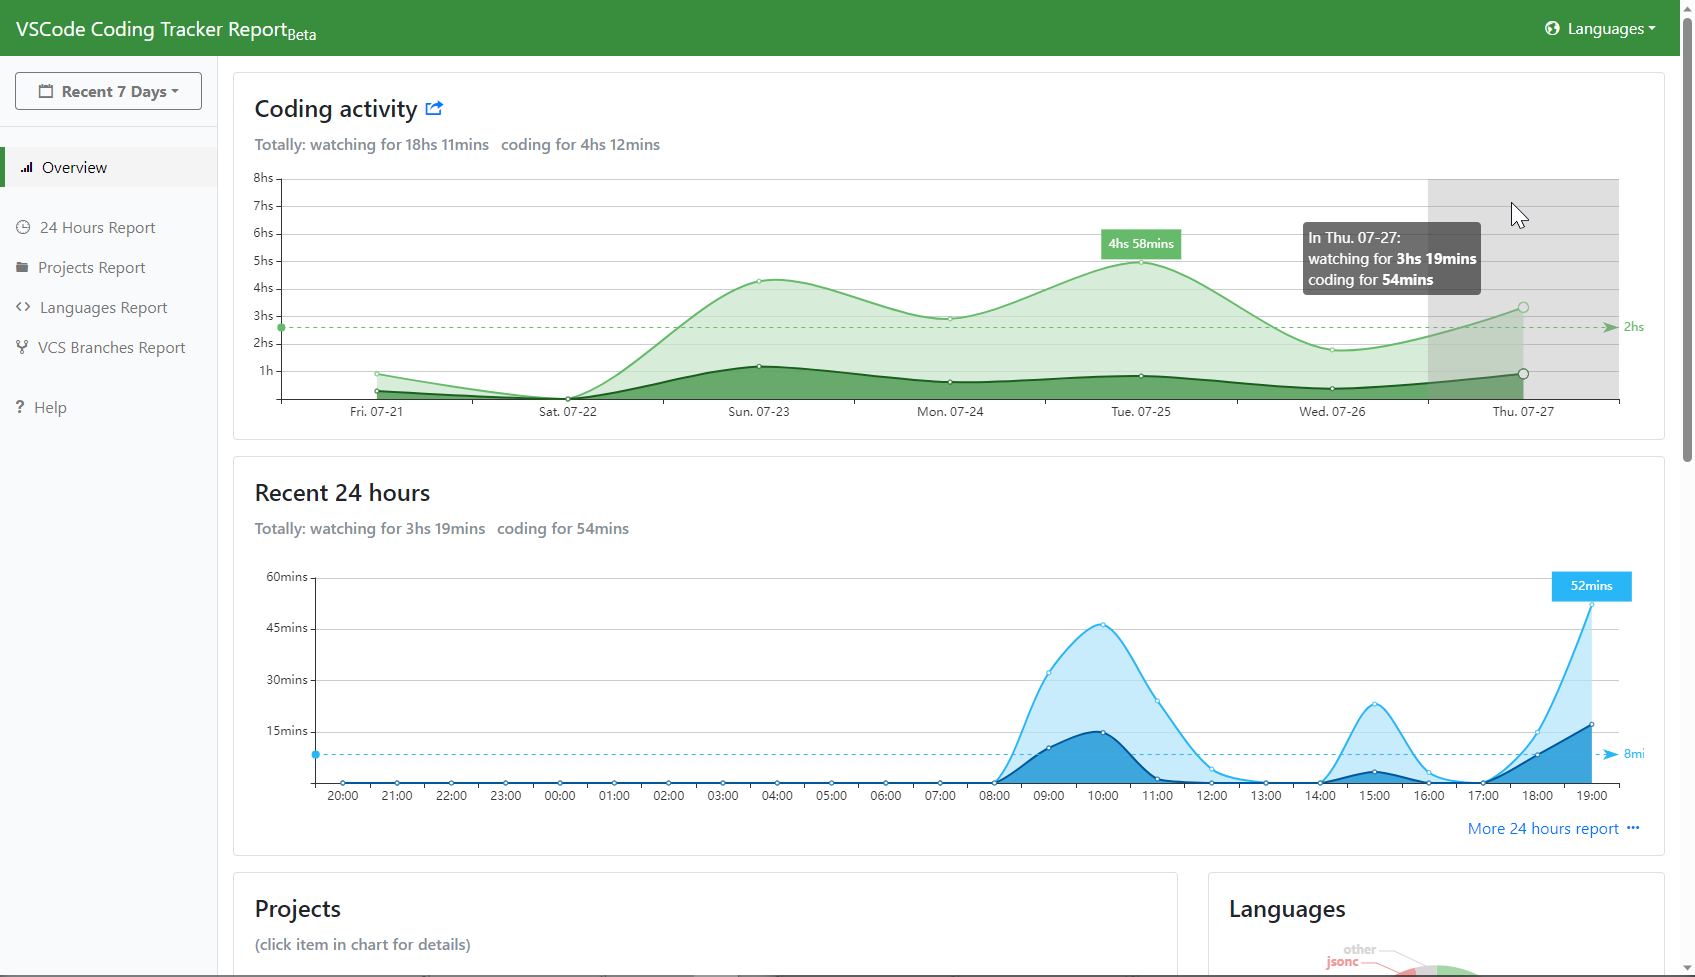 VSCode Coding Tracker Report Beta
Languages
Recent 7 Days
Overview
24 Hours Report
Projects Report
Languages Report
VCS Branches Report
? Help
Coding activity
Totally: watching for 18hs 11mins coding for 4hs 12mins
8hs
7hs
6hs
5hs
4hs
3hs
2hs
1h
4hs 58mins
In Thu. 07-27:
watching for 3hs 19mins
coding for 54mins
2hs
Fri. 07-21 Sat. 07-22 Sun. 07-23 Mon. 07-24 Tue. 07-25 Wed. 07-26 Thu. 07-27
Recent 24 hours
Totally: watching for 3hs 19mins coding for 54mins
60mins
45mins
30mins
15mins
52mins
8mi
20:00 21:00 22:00 23:00 00:00 01:00 02:00 03:00 04:00 05:00 06:00 07:00 08:00 09:00 10:00 11:00 12:00 13:00 14:00 15:00 16:00 17:00 18:00 19:00
More 24 hours report ···
Projects
(click item in chart for details)
Languages
other
jsonc